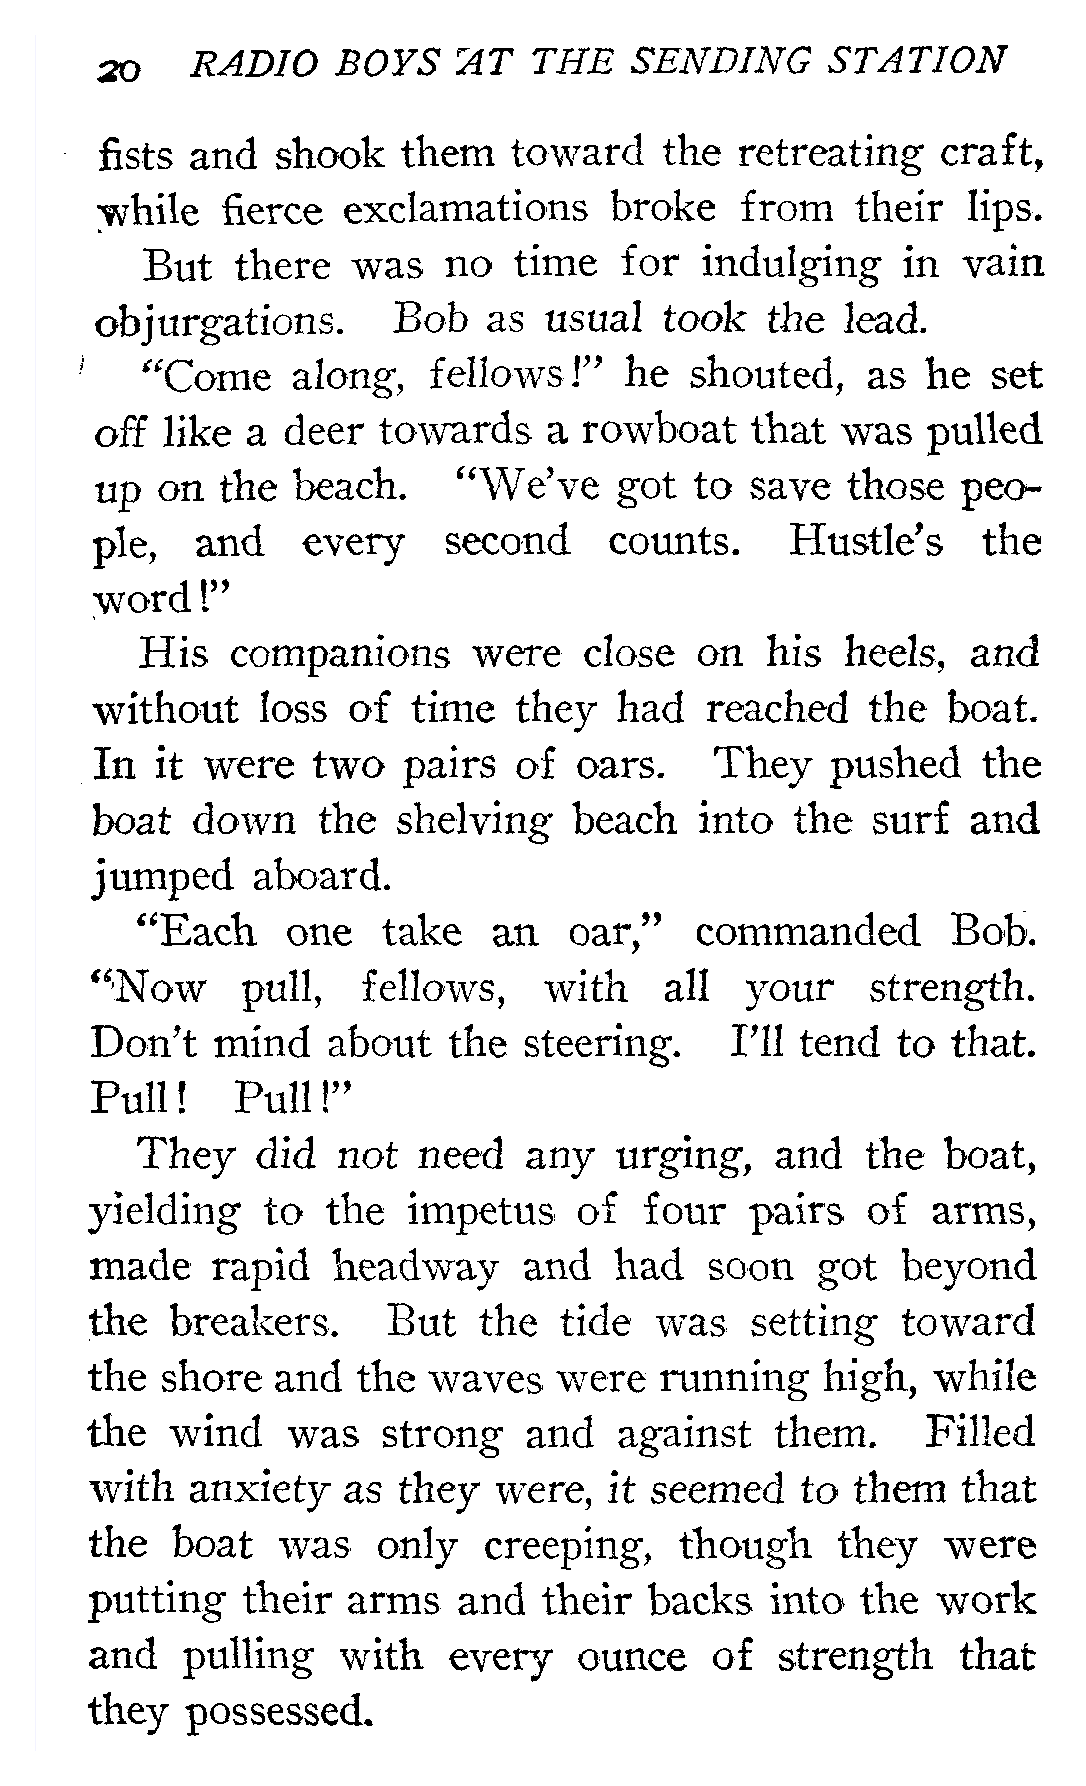 20 RADIO BOYS AT THE SENDING STATION
fists and shook them toward the retreating craft,
while fierce exclamations broke from their lips.
But there was no time for indulging in vain
objurgations. Bob as usual took the lead.
“Come along, fellows!” he shouted, as he set
off like a deer towards a rowboat that was pulled
up on the beach. “We’ve got to save those peo-
ple, and every second counts. Hustle’s the
word!”
His companions were close on his heels, and
without loss of time they had reached the boat.
In it were two pairs of oars. They pushed the
boat down the shelving beach into the surf and
jumped aboard.
“Each one take an oar,” commanded Bob.
“Now pull, fellows, with all your strength.
Don’t mind about the steering. I’ll tend to that.
Pull! Pull!”
They did not need any urging, and the boat,
yielding to the impetus of four pairs of arms,
made rapid headway and had soon got beyond
the breakers. But the tide was setting toward
the shore and the waves were running high, while
the wind was strong and against them. Filled
with anxiety as they were, it seemed to them that
the boat was only creeping, though they were
putting their arms and their backs into the work
and pulling with every ounce of strength that
they possessed.